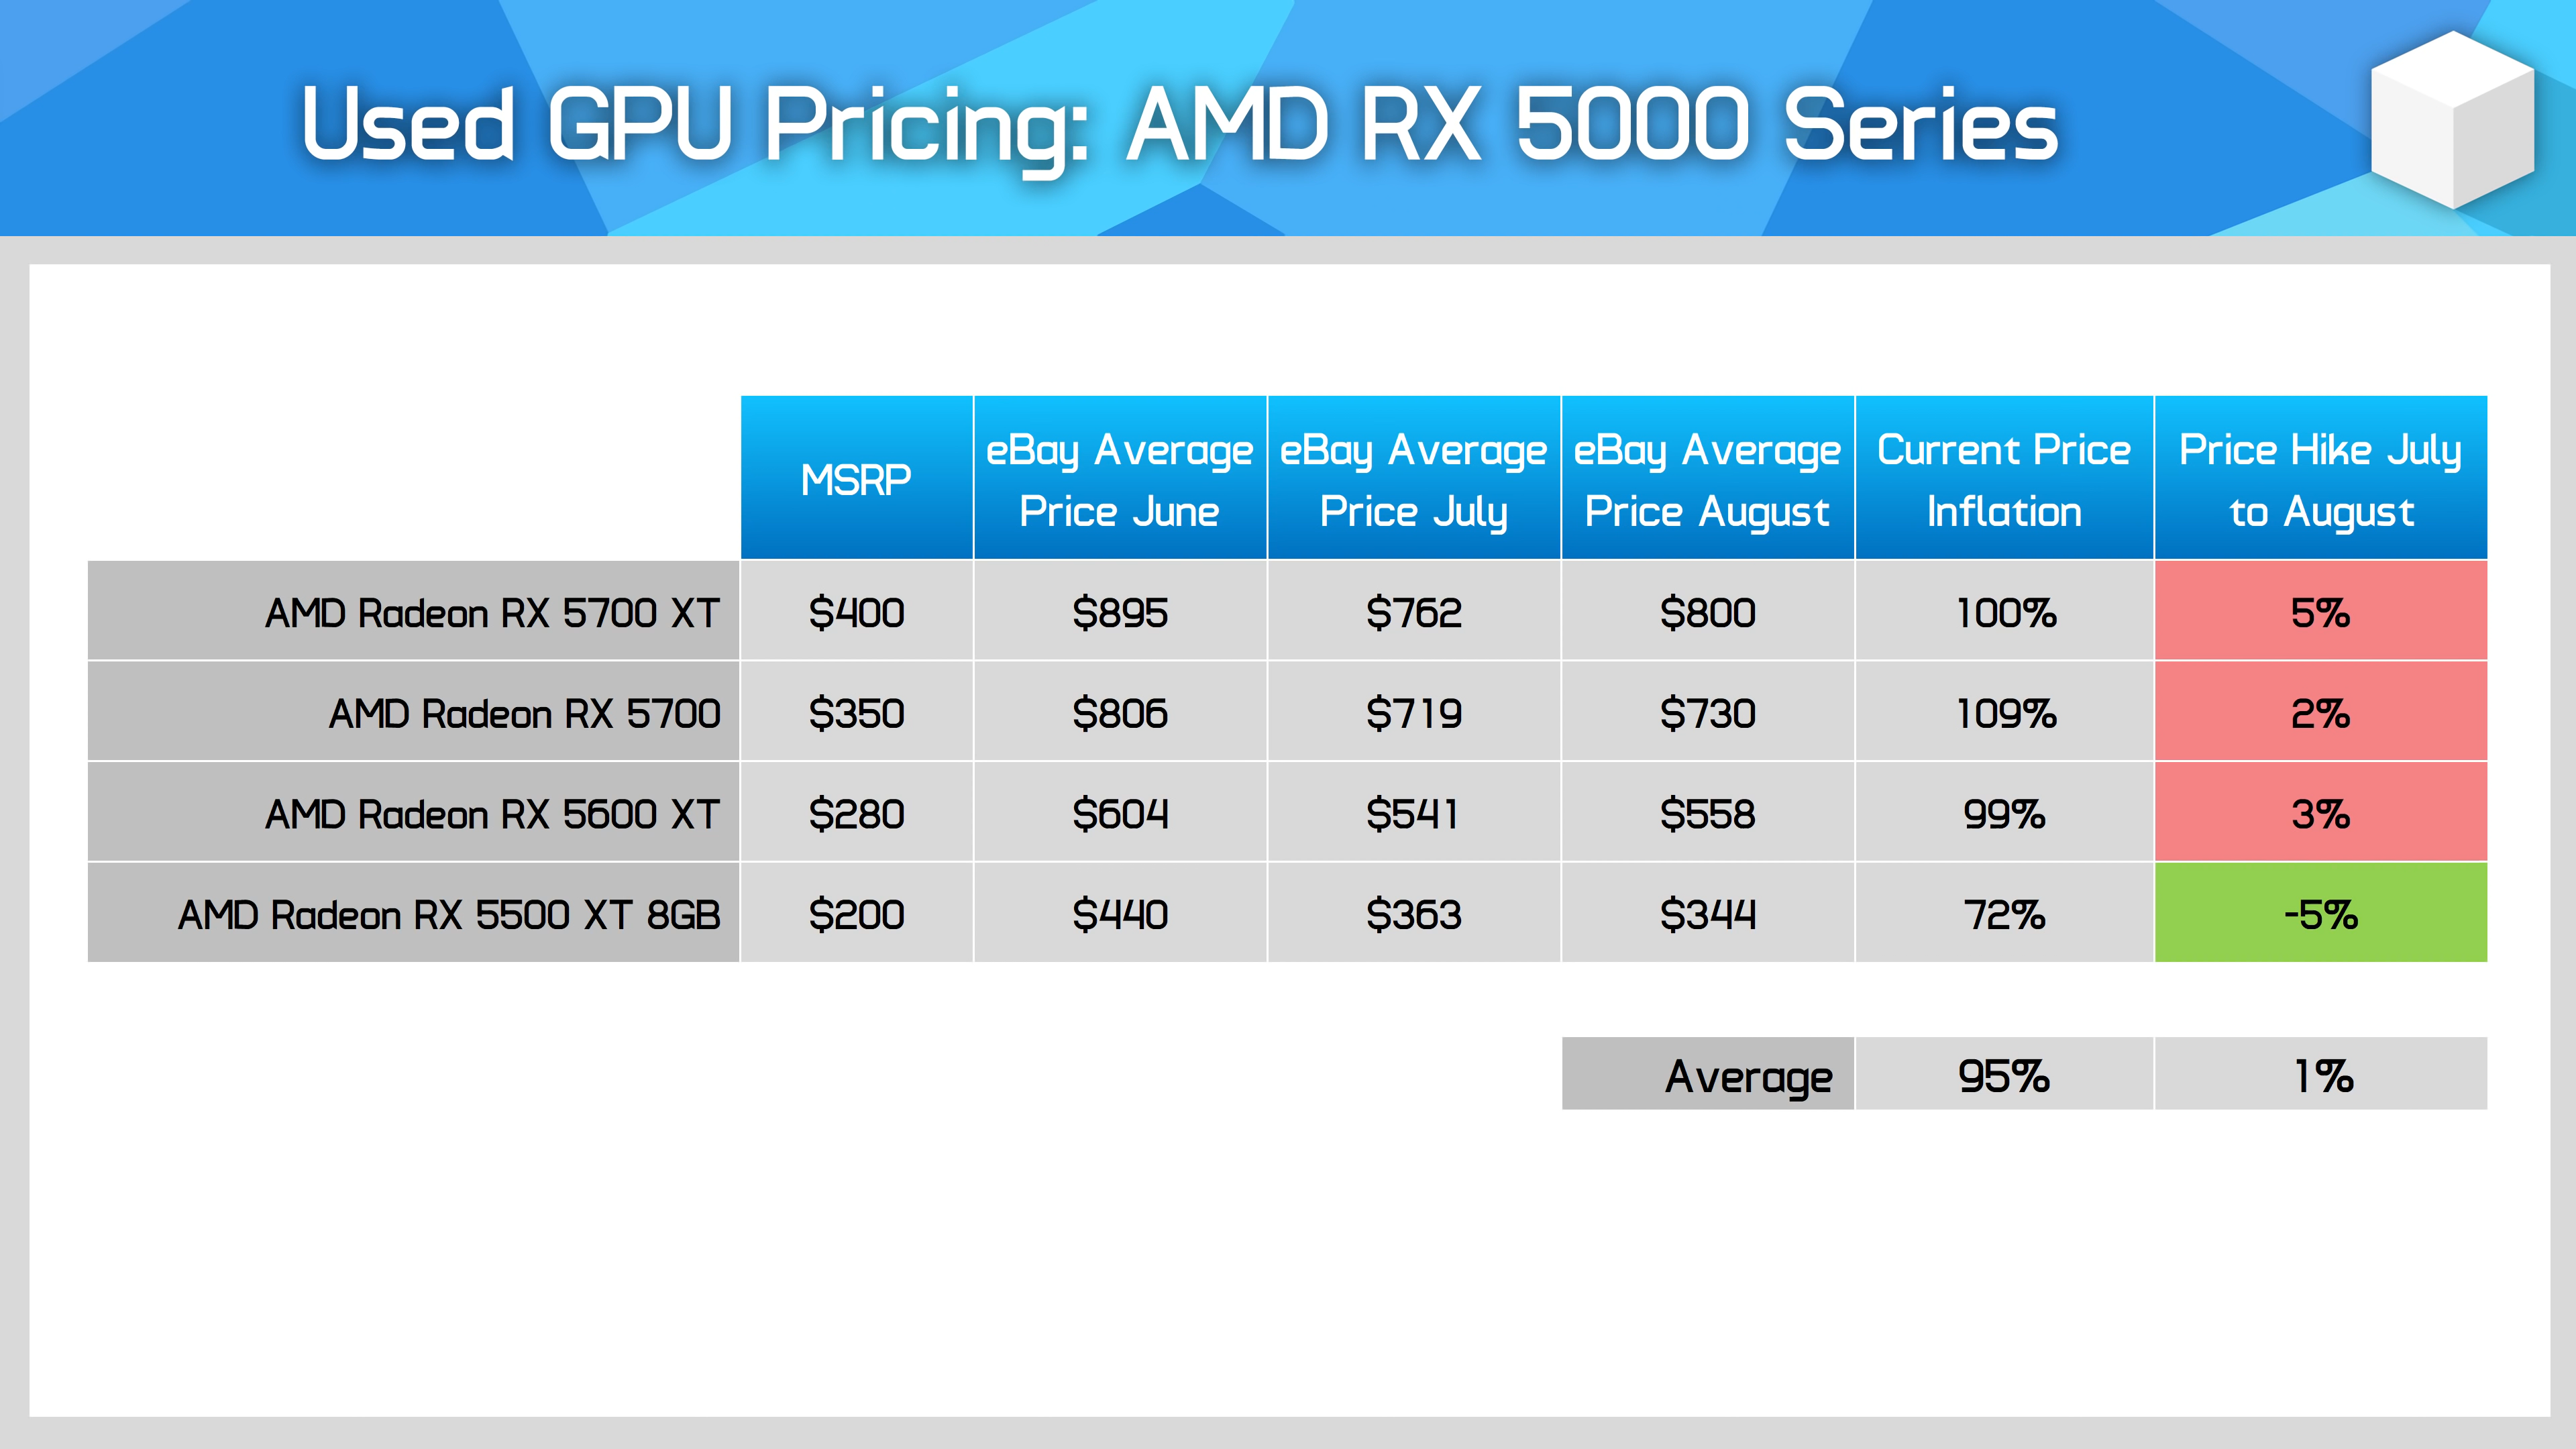 Used GPU Pricing: AMD RX 5000 Series
MSRP
eBay Average
Price June
eBay Average
Price July
eBay Average
Price August
Current Price
Inflation
Price Hike July
to August
AMD Radeon RX 5700 XT $400 $895 $762 $800 100% 5%
AMD Radeon RX 5700 $350 $806 $719 $730 109% 2%
AMD Radeon RX 5600 XT $280 $604 $541 $558 99% 3%
AMD Radeon RX 5500 XT 8GB $200 $440 $363 $344 72% -5%
Average 95% 1%